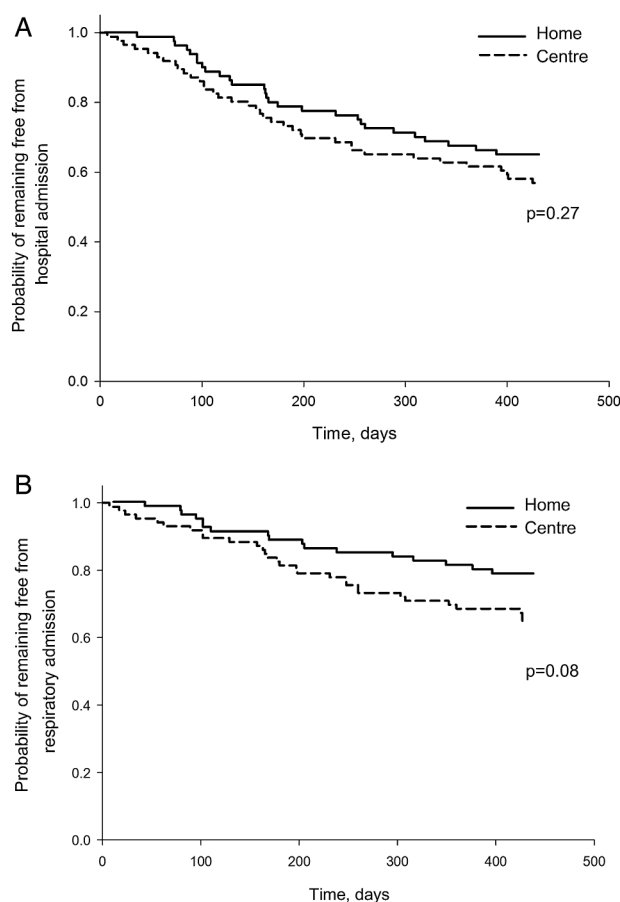 A
Home
Centre
1.0
0.8
0.6
0.4
0.2
0.0
p=0.27
Probability of remaining free from
hospital admission
0 100 200 300 400 500
Time, days
B
Home
Centre
1.0
0.8
0.6
0.4
0.2
0.0
p=0.08
Probability of remaining free from
respiratory admission
0 100 200 300 400 500
Time, days